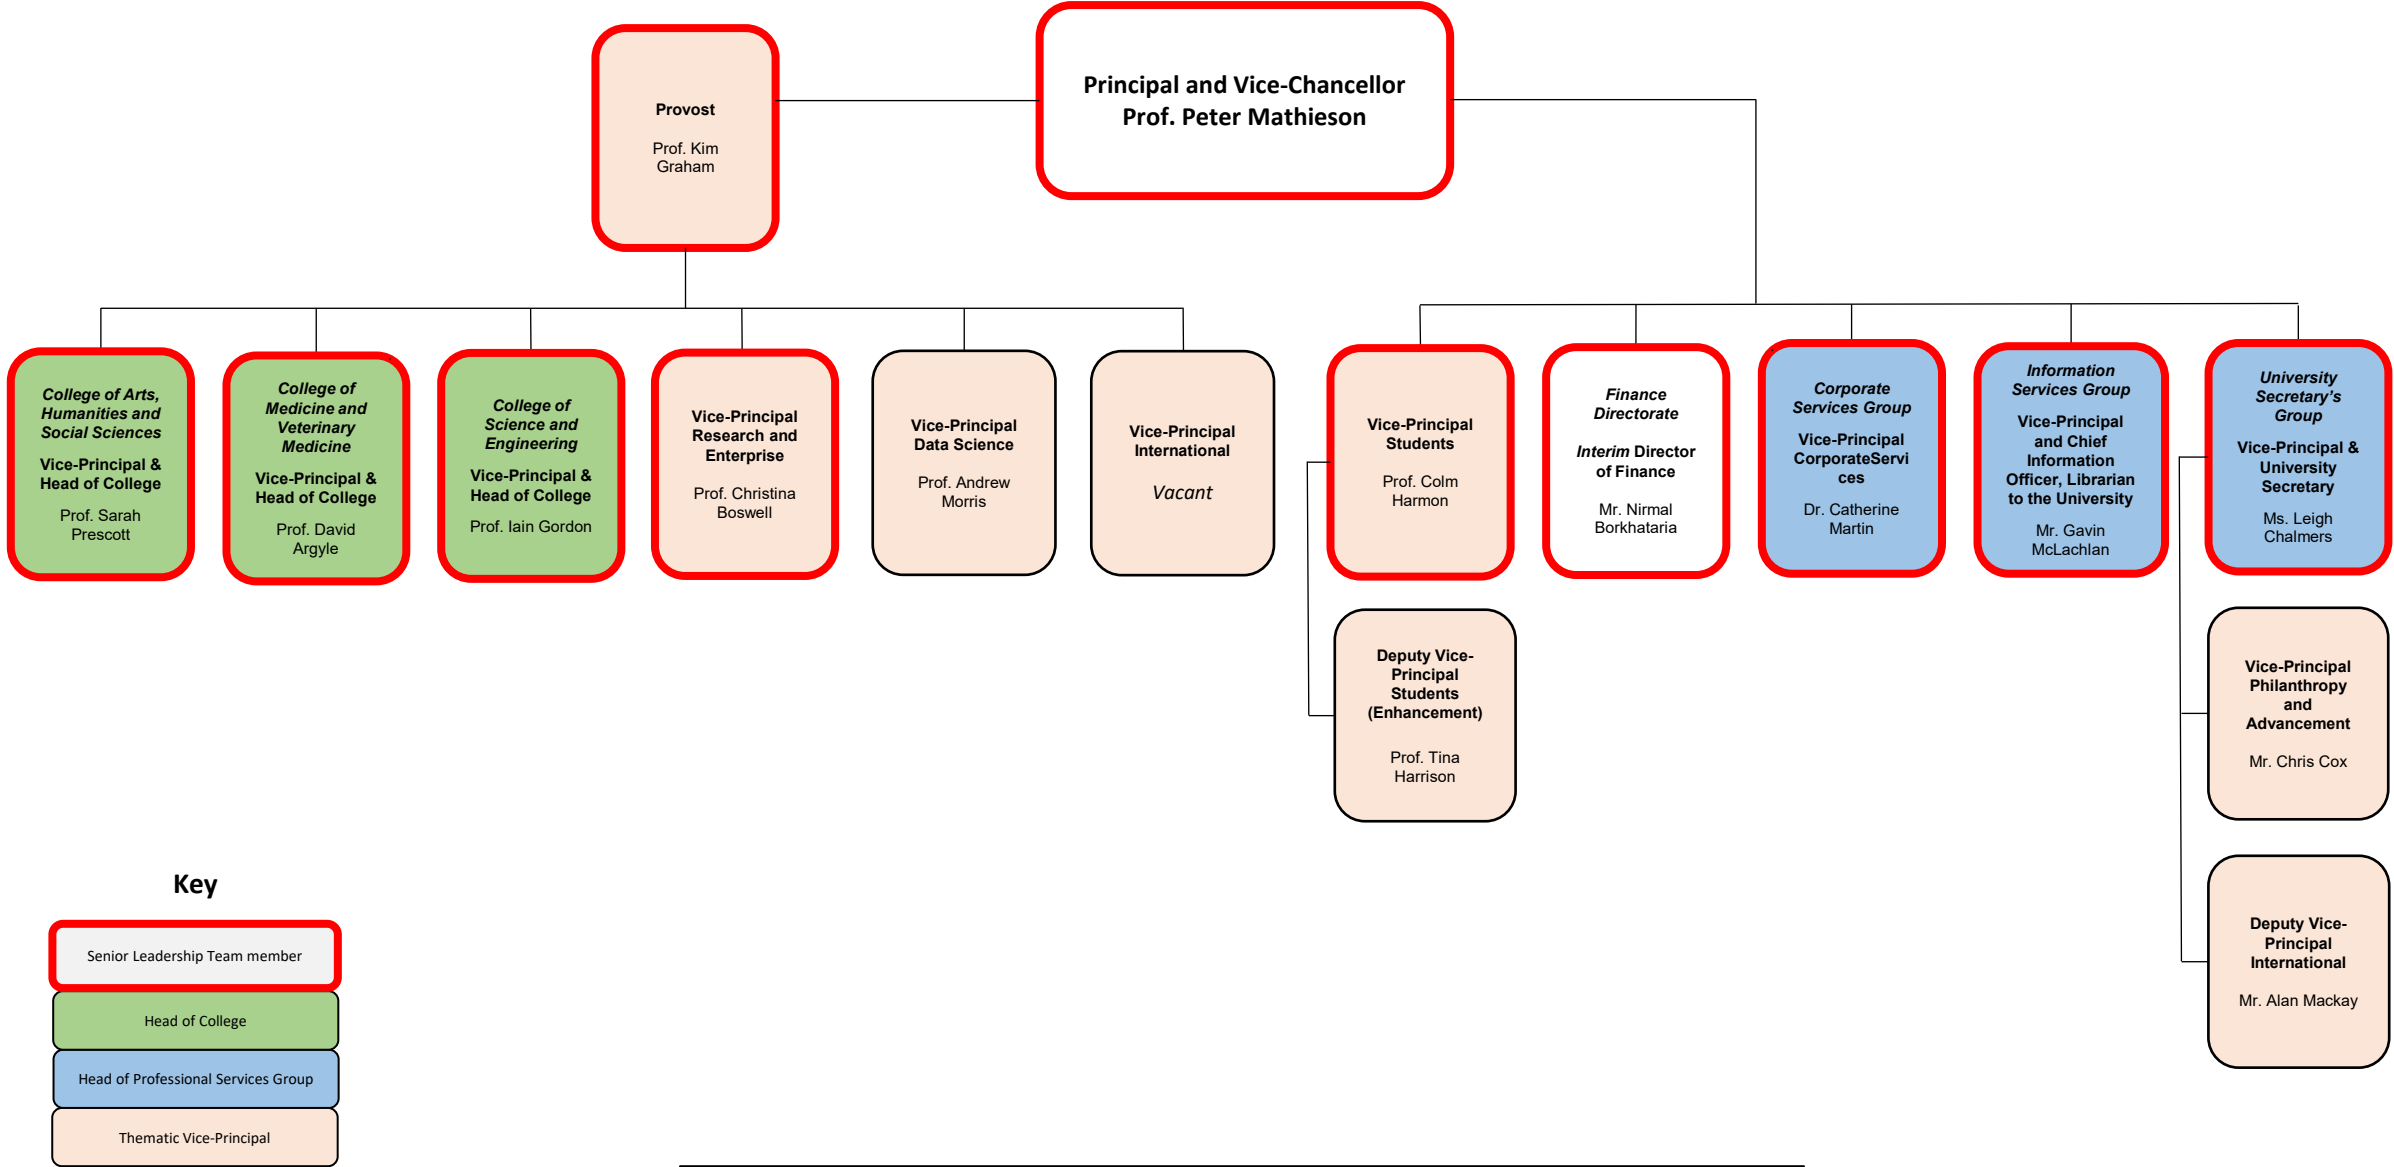 Principal and Vice-Chancellor
Prof. Peter Mathieson
Provost
Prof. Kim
Graham
College of Arts,
Humanities and
Social Sciences
Vice-Principal &
Head of College
Prof. Sarah
Prescott
College of
Medicine and
Veterinary
Medicine
Vice-Principal &
Head of College
Prof. David
Argyle
College of
Science and
Engineering
Vice-Principal &
Head of College
Prof. Iain Gordon
Vice-Principal
Research and
Enterprise
Prof. Christina
Boswell
Vice-Principal
Data Science
Prof. Andrew
Morris
Vice-Principal
International
Vacant
Vice-Principal
Students
Prof. Colm
Harmon
Finance
Directorate
Interim Director
of Finance
Mr. Nirmal
Borkhataria
Corporate
Services Group
Vice-Principal
CorporateServi
ces
Dr. Catherine
Martin
Information
Services Group
Vice-Principal
and Chief
Information
Officer, Librarian
to the University
Mr. Gavin
McLachlan
University
Secretary’s
Group
Vice-Principal &
University
Secretary
Ms. Leigh
Chalmers
Deputy Vice-
Principal
Students
(Enhancement)
Prof. Tina
Harrison
Vice-Principal
Philanthropy
and
Advancement
Mr. Chris Cox
Deputy Vice-
Principal
International
Mr. Alan Mackay
Key
Senior Leadership Team member
Head of College
Head of Professional Services Group
Thematic Vice-Principal